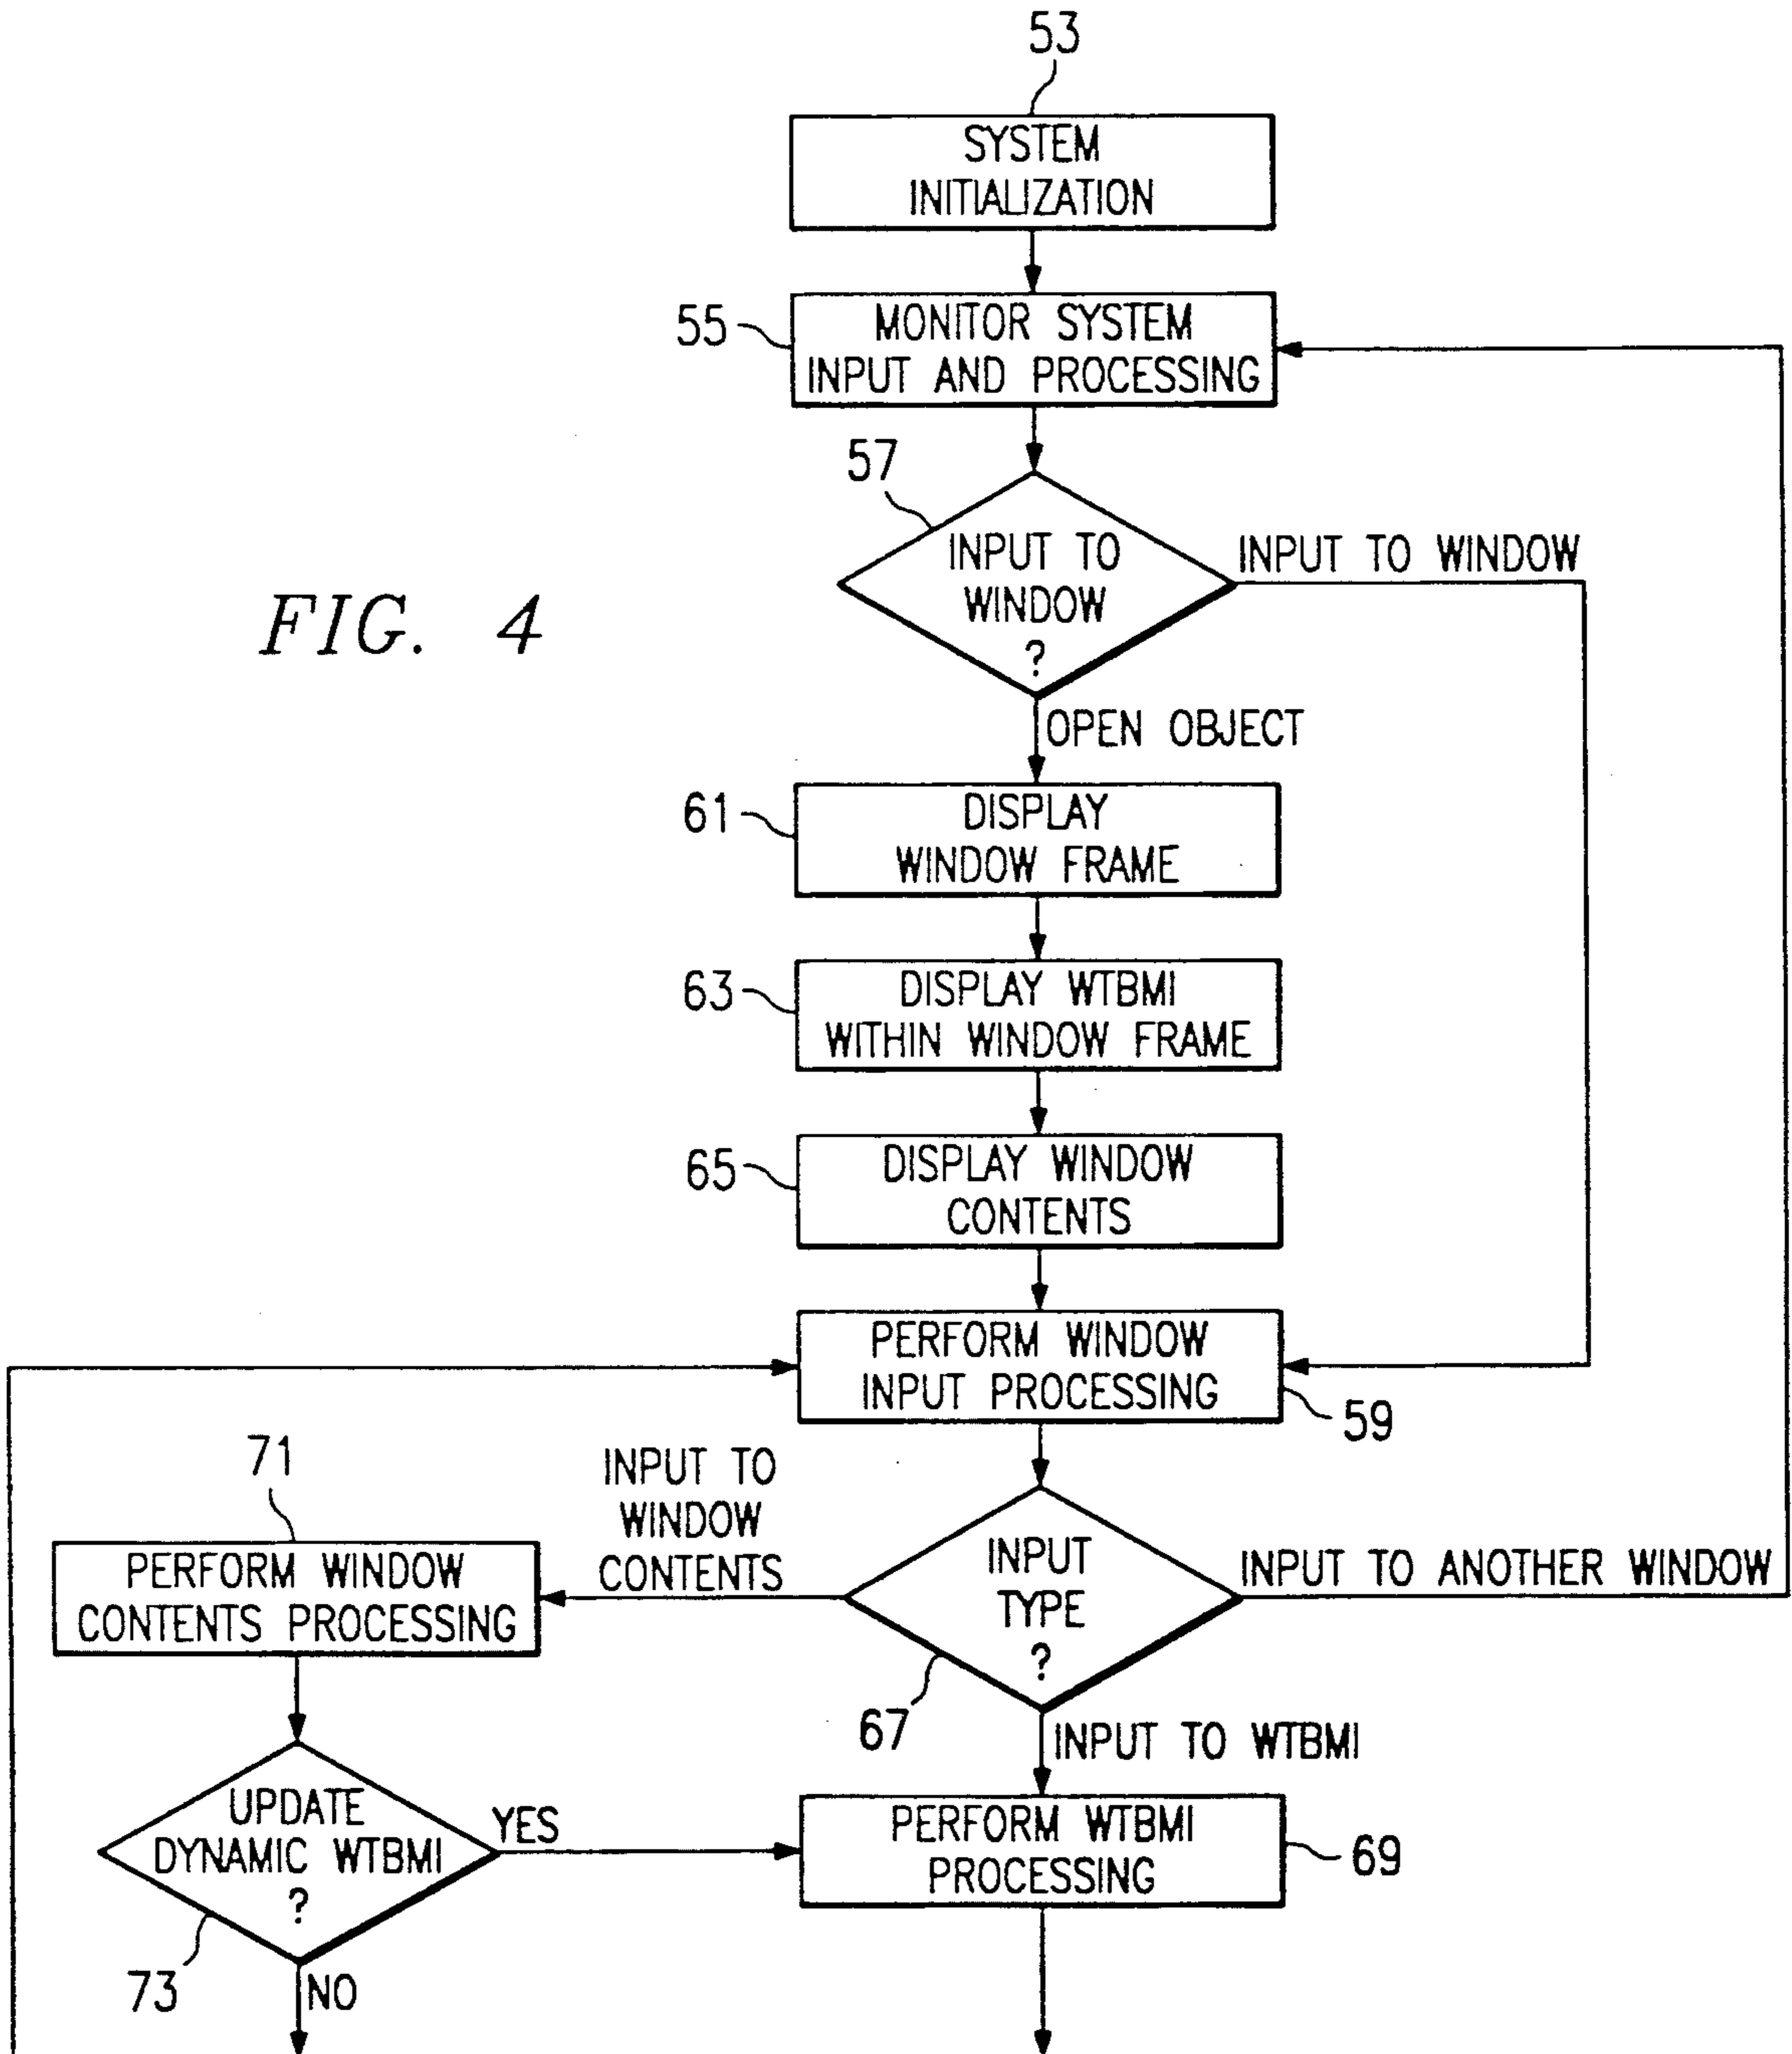 53
SYSTEM
INITIALIZATION
55
MONITOR SYSTEM
INPUT AND PROCESSING
57
INPUT TO
WINDOW
?
INPUT TO WINDOW
FIG. 4
OPEN OBJECT
61
DISPLAY
WINDOW FRAME
63
DISPLAY WTBMI
WITHIN WINDOW FRAME
65
DISPLAY WINDOW
CONTENTS
PERFORM WINDOW
INPUT PROCESSING
59
71
INPUT TO
WINDOW
CONTENTS
PERFORM WINDOW
CONTENTS PROCESSING
INPUT
TYPE
?
INPUT TO ANOTHER WINDOW
67
INPUT TO WTBMI
UPDATE
DYNAMIC WTBMI
?
YES
PERFORM WTBMI
PROCESSING
69
73
NO